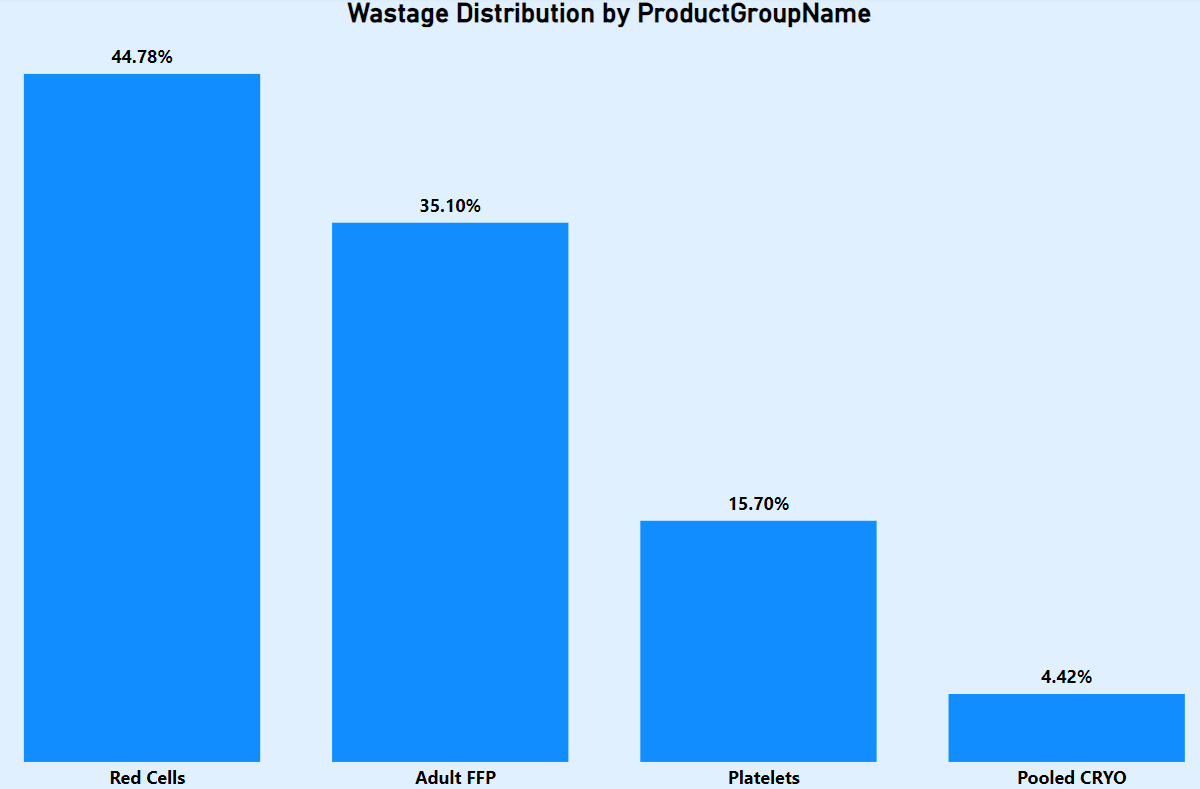 Wastage Distribution by ProductGroupName
44.78%
35.10%
15.70%
4.42%
Red Cells
Adult FFP
Platelets
Pooled CRYO